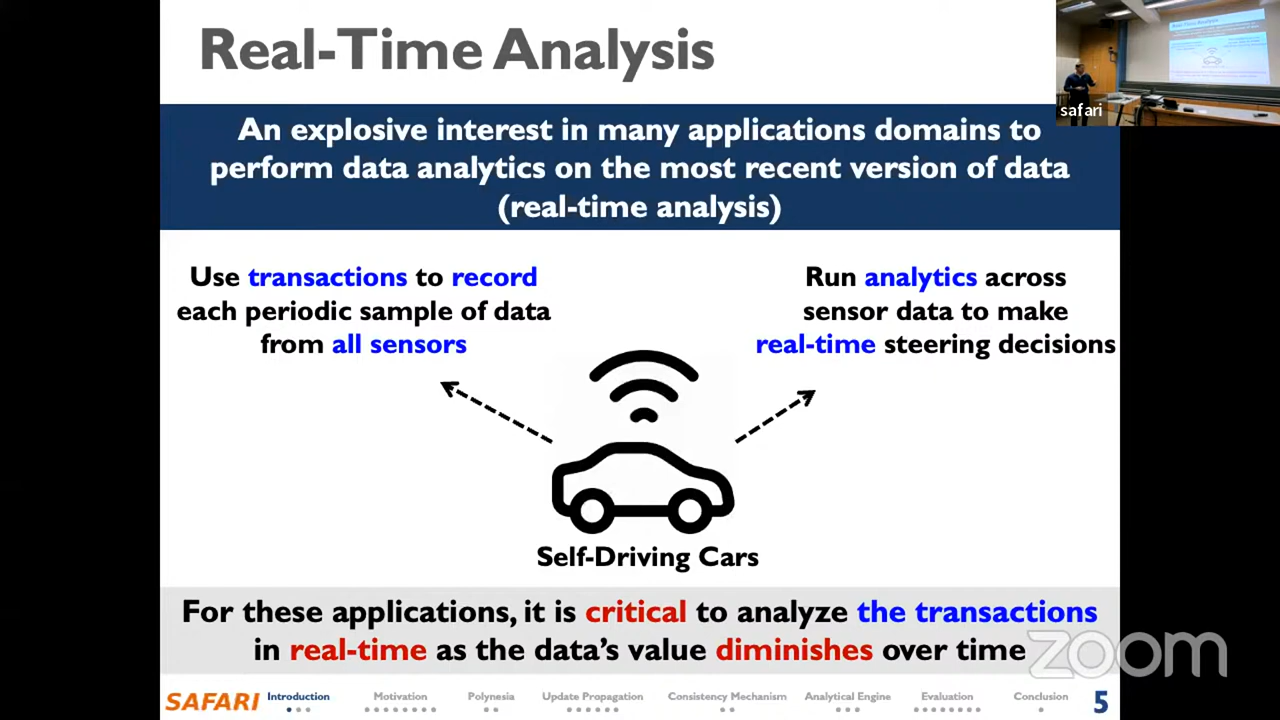 Real-Time Analysis
safari
An explosive interest in many applications domains to
perform data analytics on the most recent version of data
(real-time analysis)
Use transactions to record
each periodic sample of data
from all sensors
Run analytics across
sensor data to make
real-time steering decisions
Self-Driving Cars
For these applications, it is critical to analyze the transactions
in real-time as the data's value diminishes over time
zoom
SAFARI
Introduction
Motivation
Polynesia
Update Propagation
Consistency Mechanism
Analytical Engine
Evaluation
Conclusion
5